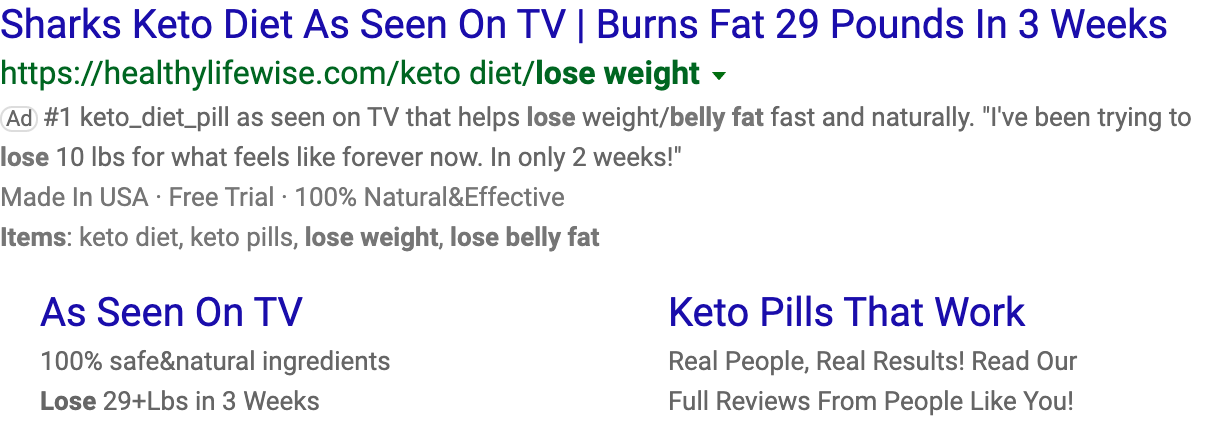 Sharks Keto Diet As Seen On TV | Burns Fat 29 Pounds In 3 Weeks
https://healthylifewise.com/keto diet/lose weight
Ad #1 keto_diet_pill as seen on TV that helps lose weight/belly fat fast and naturally. "I've been trying to
lose 10 lbs for what feels like forever now. In only 2 weeks!"
Made In USA · Free Trial · 100% Natural&Effective
Items: keto diet, keto pills, lose weight, lose belly fat
As Seen On TV
100% safe&natural ingredients
Lose 29+Lbs in 3 Weeks
Keto Pills That Work
Real People, Real Results! Read Our
Full Reviews From People Like You!